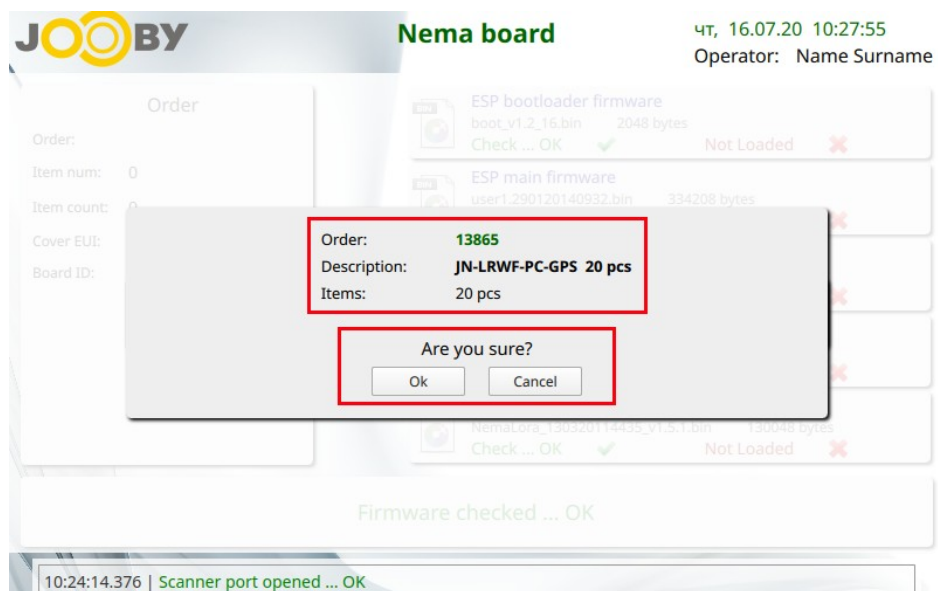 JOOBY
Nema board
чт, 16.07.20 10:27:55
Operator: Name Surname
Order
Order:
Item num: 0
Item count: 0
Cover EUI:
Board ID:
ESP bootloader firmware
boot_v1.2_16.bin 2048 bytes
Check ... OK Not Loaded
ESP main firmware
user1.290120140932.bin 334208 bytes
Order: 13865
Description: JN-LRWF-PC-GPS 20 pcs
Items: 20 pcs
Are you sure?
Ok Cancel
NemaLora_130320114435_v1.5.1.bin 130048 bytes
Check ... OK Not Loaded
Firmware checked ... OK
10:24:14.376 | Scanner port opened ... OK